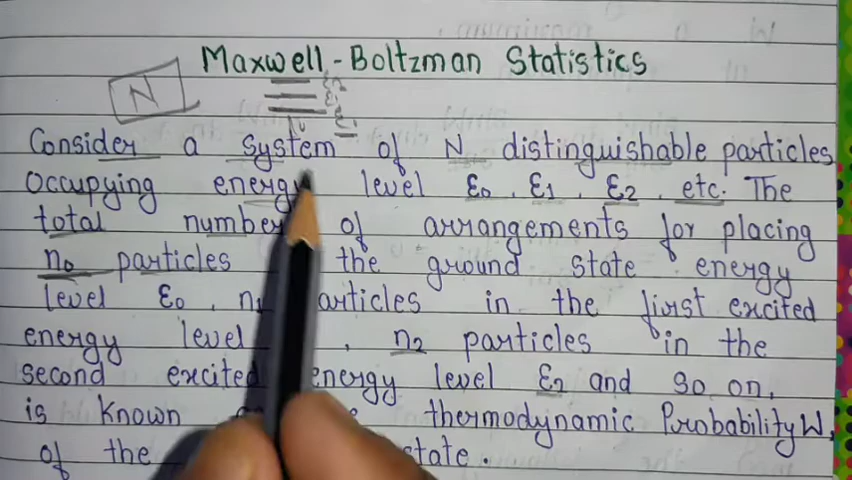 Maxwell-Boltzman Statistics
N
Consider a system of N distinguishable particles
Occupying energy level ε0, ε1, ε2, etc. The
total number of arrangements for placing
n0 particles the ground state energy
level ε0, articles in the first excited
energy level , n2 particles in the
second excited energy level ε2 and so on,
is known thermodynamic Probability W,
of the state.